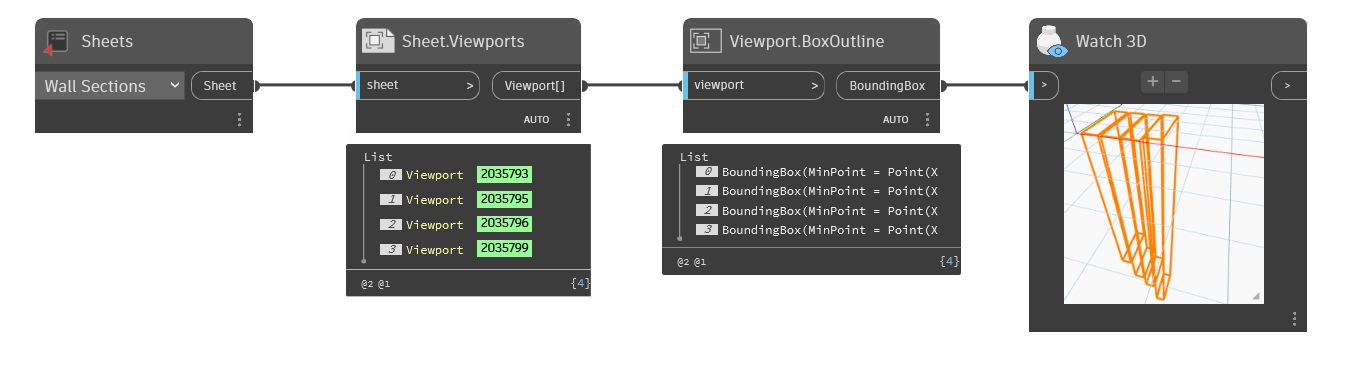 Sheets
Wall Sections
Sheet
Sheet.Viewports
sheet >
Viewport[]
AUTO
List
0 Viewport 2035793
1 Viewport 2035795
2 Viewport 2035796
3 Viewport 2035799
@2 @1 {4}
Viewport.BoxOutline
viewport >
BoundingBox
AUTO
List
0 BoundingBox(MinPoint = Point(X
1 BoundingBox(MinPoint = Point(X
2 BoundingBox(MinPoint = Point(X
3 BoundingBox(MinPoint = Point(X
@2 @1 {4}
Watch 3D
> + − >